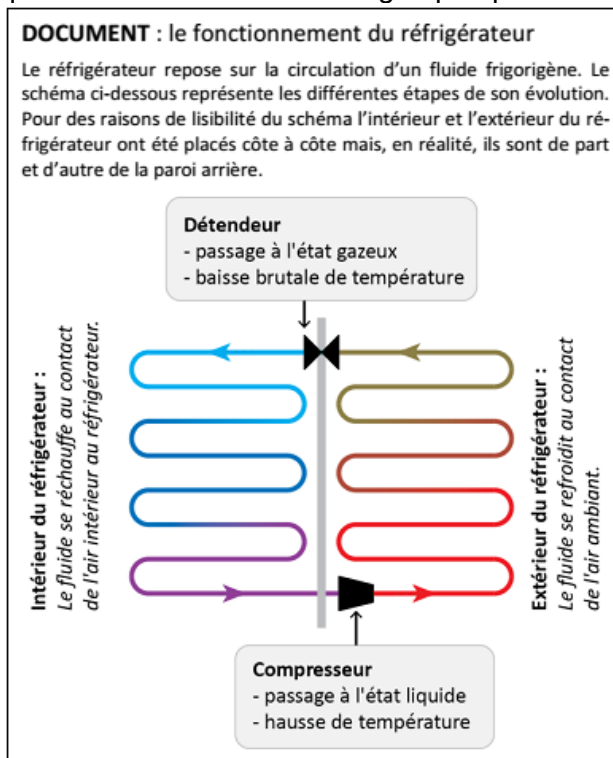 DOCUMENT : le fonctionnement du réfrigérateur
Le réfrigérateur repose sur la circulation d'un fluide frigorigène. Le
schéma ci-dessous représente les différentes étapes de son évolution.
Pour des raisons de lisibilité du schéma l'intérieur et l'extérieur du ré-
frigérateur ont été placés côte à côte mais, en réalité, ils sont de part
et d'autre de la paroi arrière.
Détendeur
- passage à l'état gazeux
- baisse brutale de température
Intérieur du réfrigérateur :
Le fluide se réchauffe au contact
de l'air intérieur au réfrigérateur.
Extérieur du réfrigérateur :
Le fluide se refroidit au contact
de l'air ambiant.
Compresseur
- passage à l'état liquide
- hausse de température